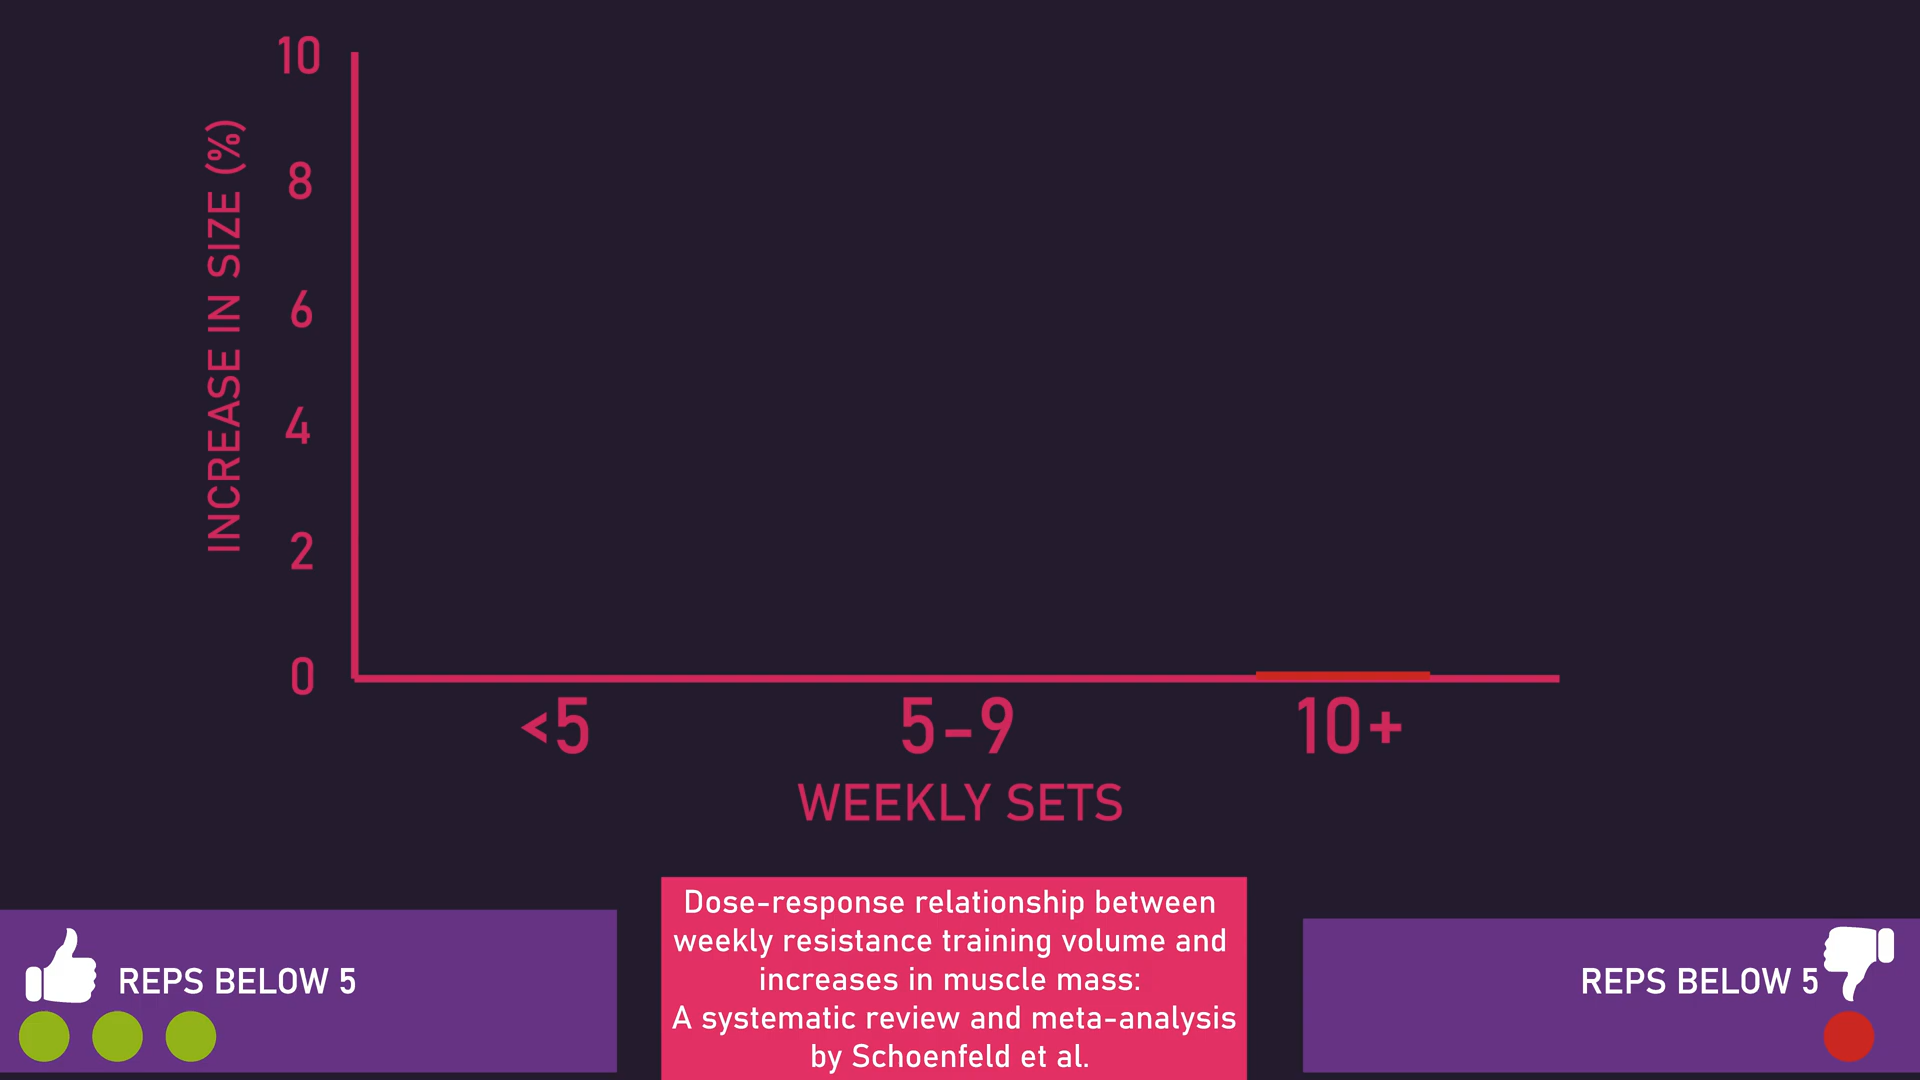 10
8
6
4
2
0
INCREASE IN SIZE (%)
<5
5-9
10+
WEEKLY SETS
Dose-response relationship between
weekly resistance training volume and
increases in muscle mass:
A systematic review and meta-analysis
by Schoenfeld et al.
REPS BELOW 5
REPS BELOW 5